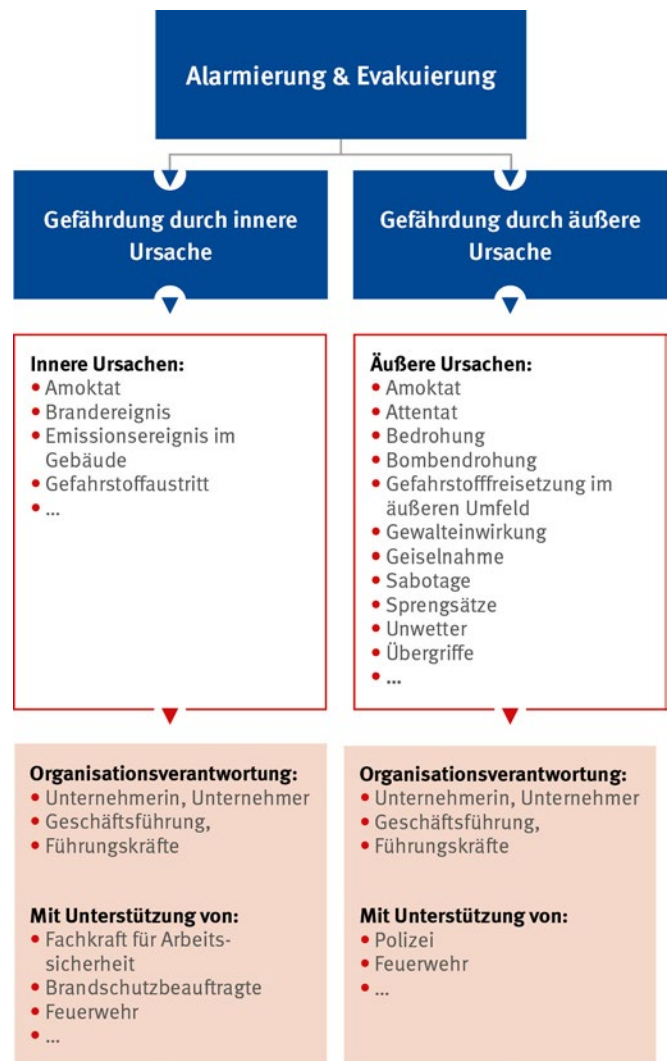 Alarmierung & Evakuierung
Gefährdung durch innere
Ursache
Innere Ursachen:
• Amoktat
• Brandereignis
• Emissionsereignis im
Gebäude
• Gefahrstoffaustritt
• ...
Organisationsverantwortung:
• Unternehmerin, Unternehmer
• Geschäftsführung,
• Führungskräfte
Mit Unterstützung von:
• Fachkraft für Arbeits-
sicherheit
• Brandschutzbeauftragte
• Feuerwehr
• ...
Gefährdung durch äußere
Ursache
Äußere Ursachen:
• Amoktat
• Attentat
• Bedrohung
• Bombendrohung
• Gefahrstofffreisetzung im
äußeren Umfeld
• Gewalteinwirkung
• Geiselnahme
• Sabotage
• Sprengsätze
• Unwetter
• Übergriffe
• ...
Organisationsverantwortung:
• Unternehmerin, Unternehmer
• Geschäftsführung,
• Führungskräfte
Mit Unterstützung von:
• Polizei
• Feuerwehr
• ...